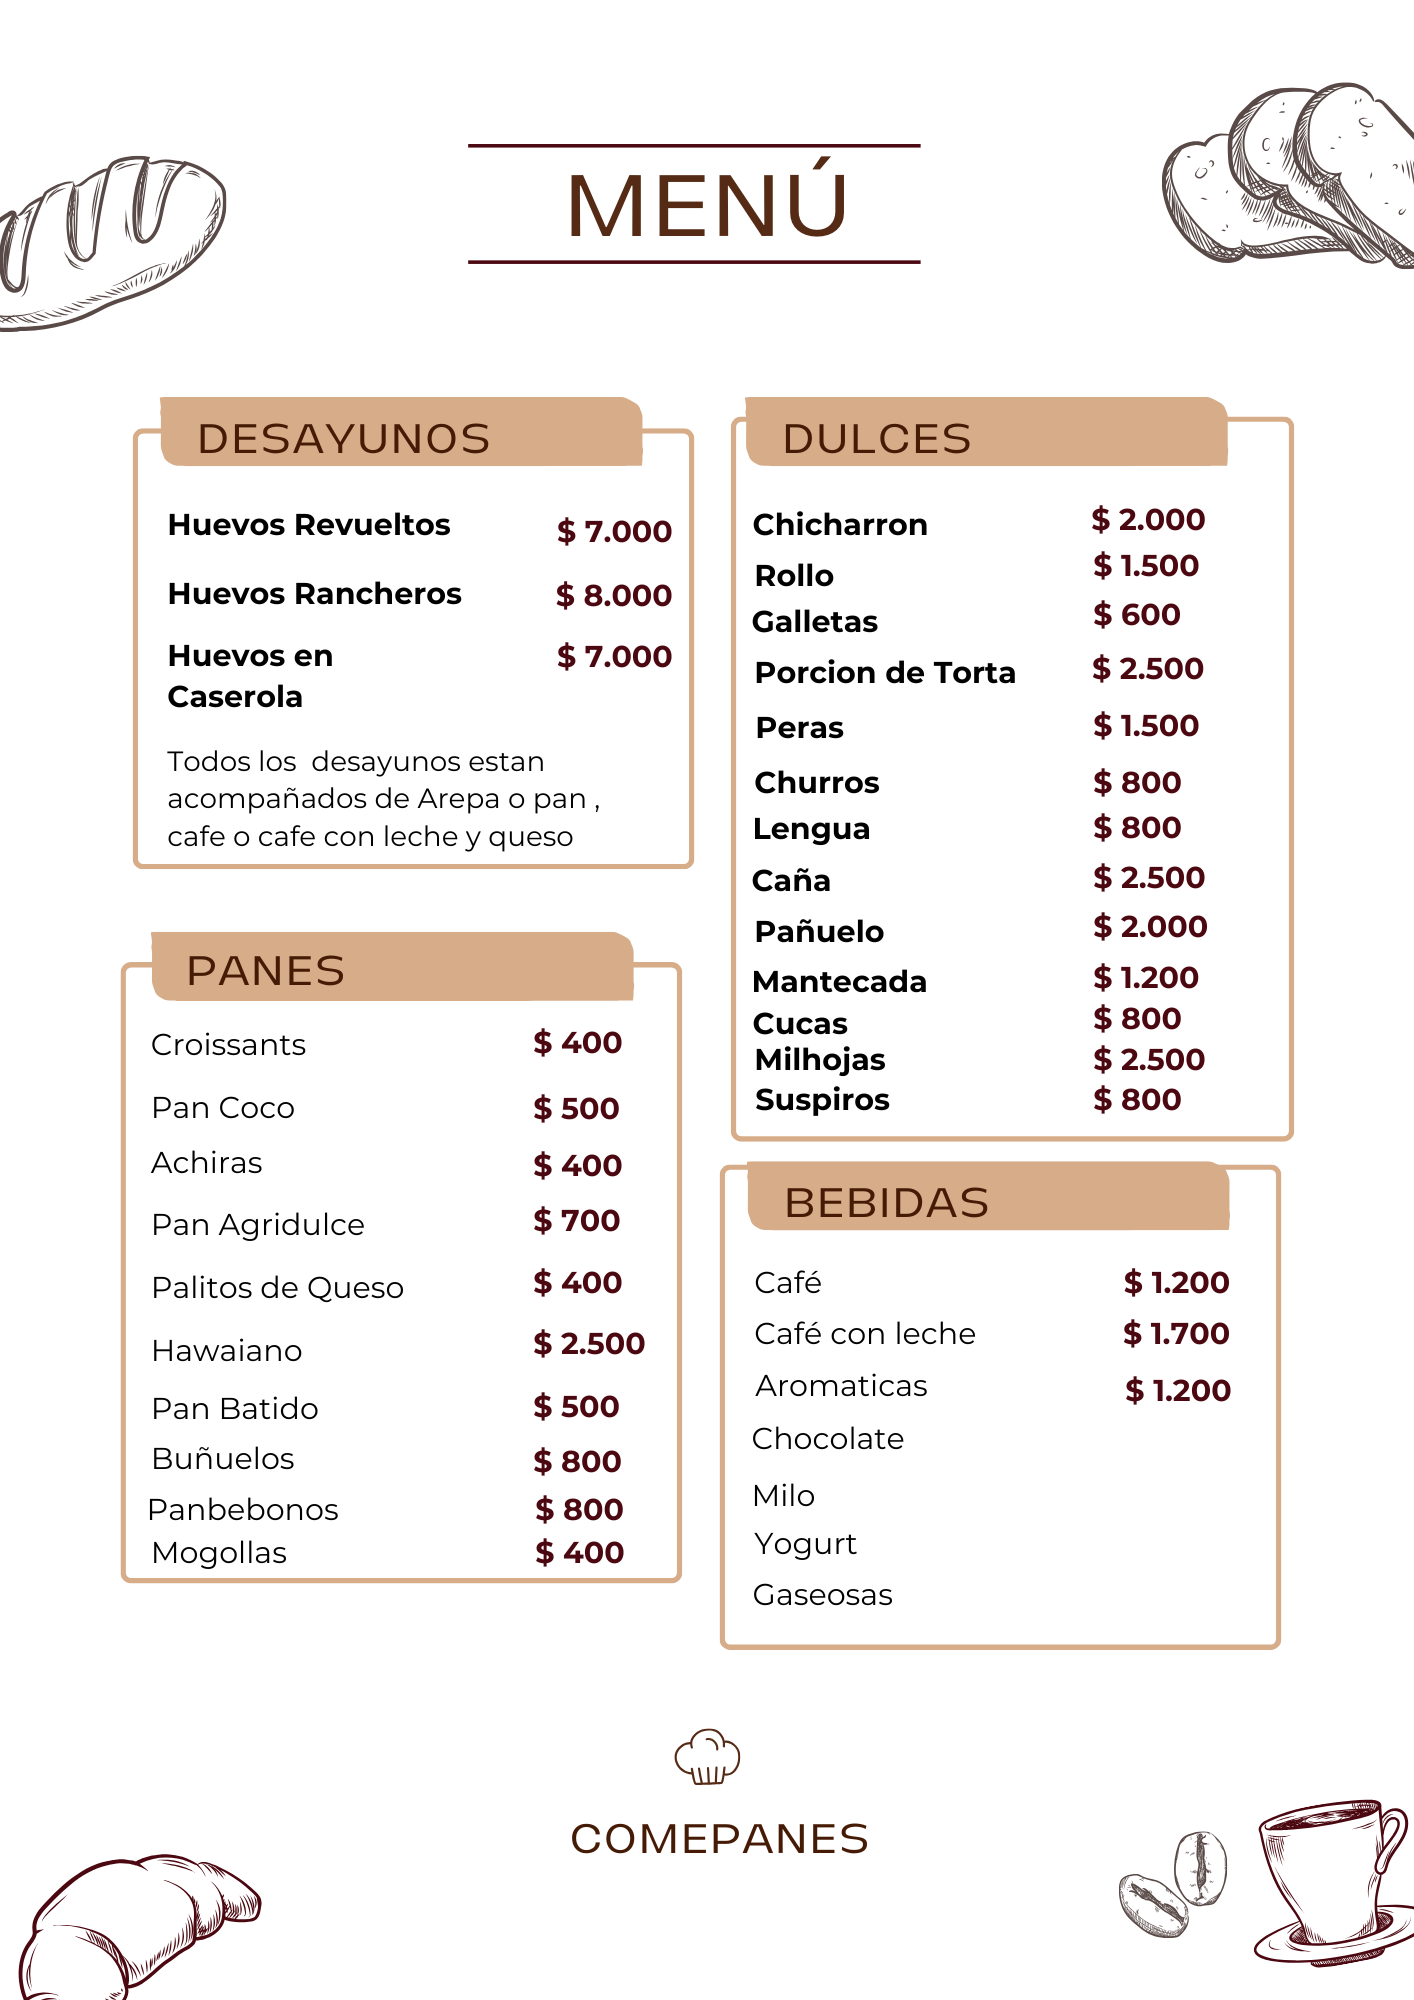 MENÚ
DESAYUNOS
Huevos Revueltos $ 7.000
Huevos Rancheros $ 8.000
Huevos en $ 7.000
Caserola
Todos los desayunos estan
acompañados de Arepa o pan ,
cafe o cafe con leche y queso
PANES
Croissants $ 400
Pan Coco $ 500
Achiras $ 400
Pan Agridulce $ 700
Palitos de Queso $ 400
Hawaiano $ 2.500
Pan Batido $ 500
Buñuelos $ 800
Panbebonos $ 800
Mogollas $ 400
DULCES
Chicharron $ 2.000
Rollo $ 1.500
Galletas $ 600
Porcion de Torta $ 2.500
Peras $ 1.500
Churros $ 800
Lengua $ 800
Caña $ 2.500
Pañuelo $ 2.000
Mantecada $ 1.200
Cucas $ 800
Milhojas $ 2.500
Suspiros $ 800
BEBIDAS
Café $ 1.200
Café con leche $ 1.700
Aromaticas $ 1.200
Chocolate
Milo
Yogurt
Gaseosas
COMEPANES